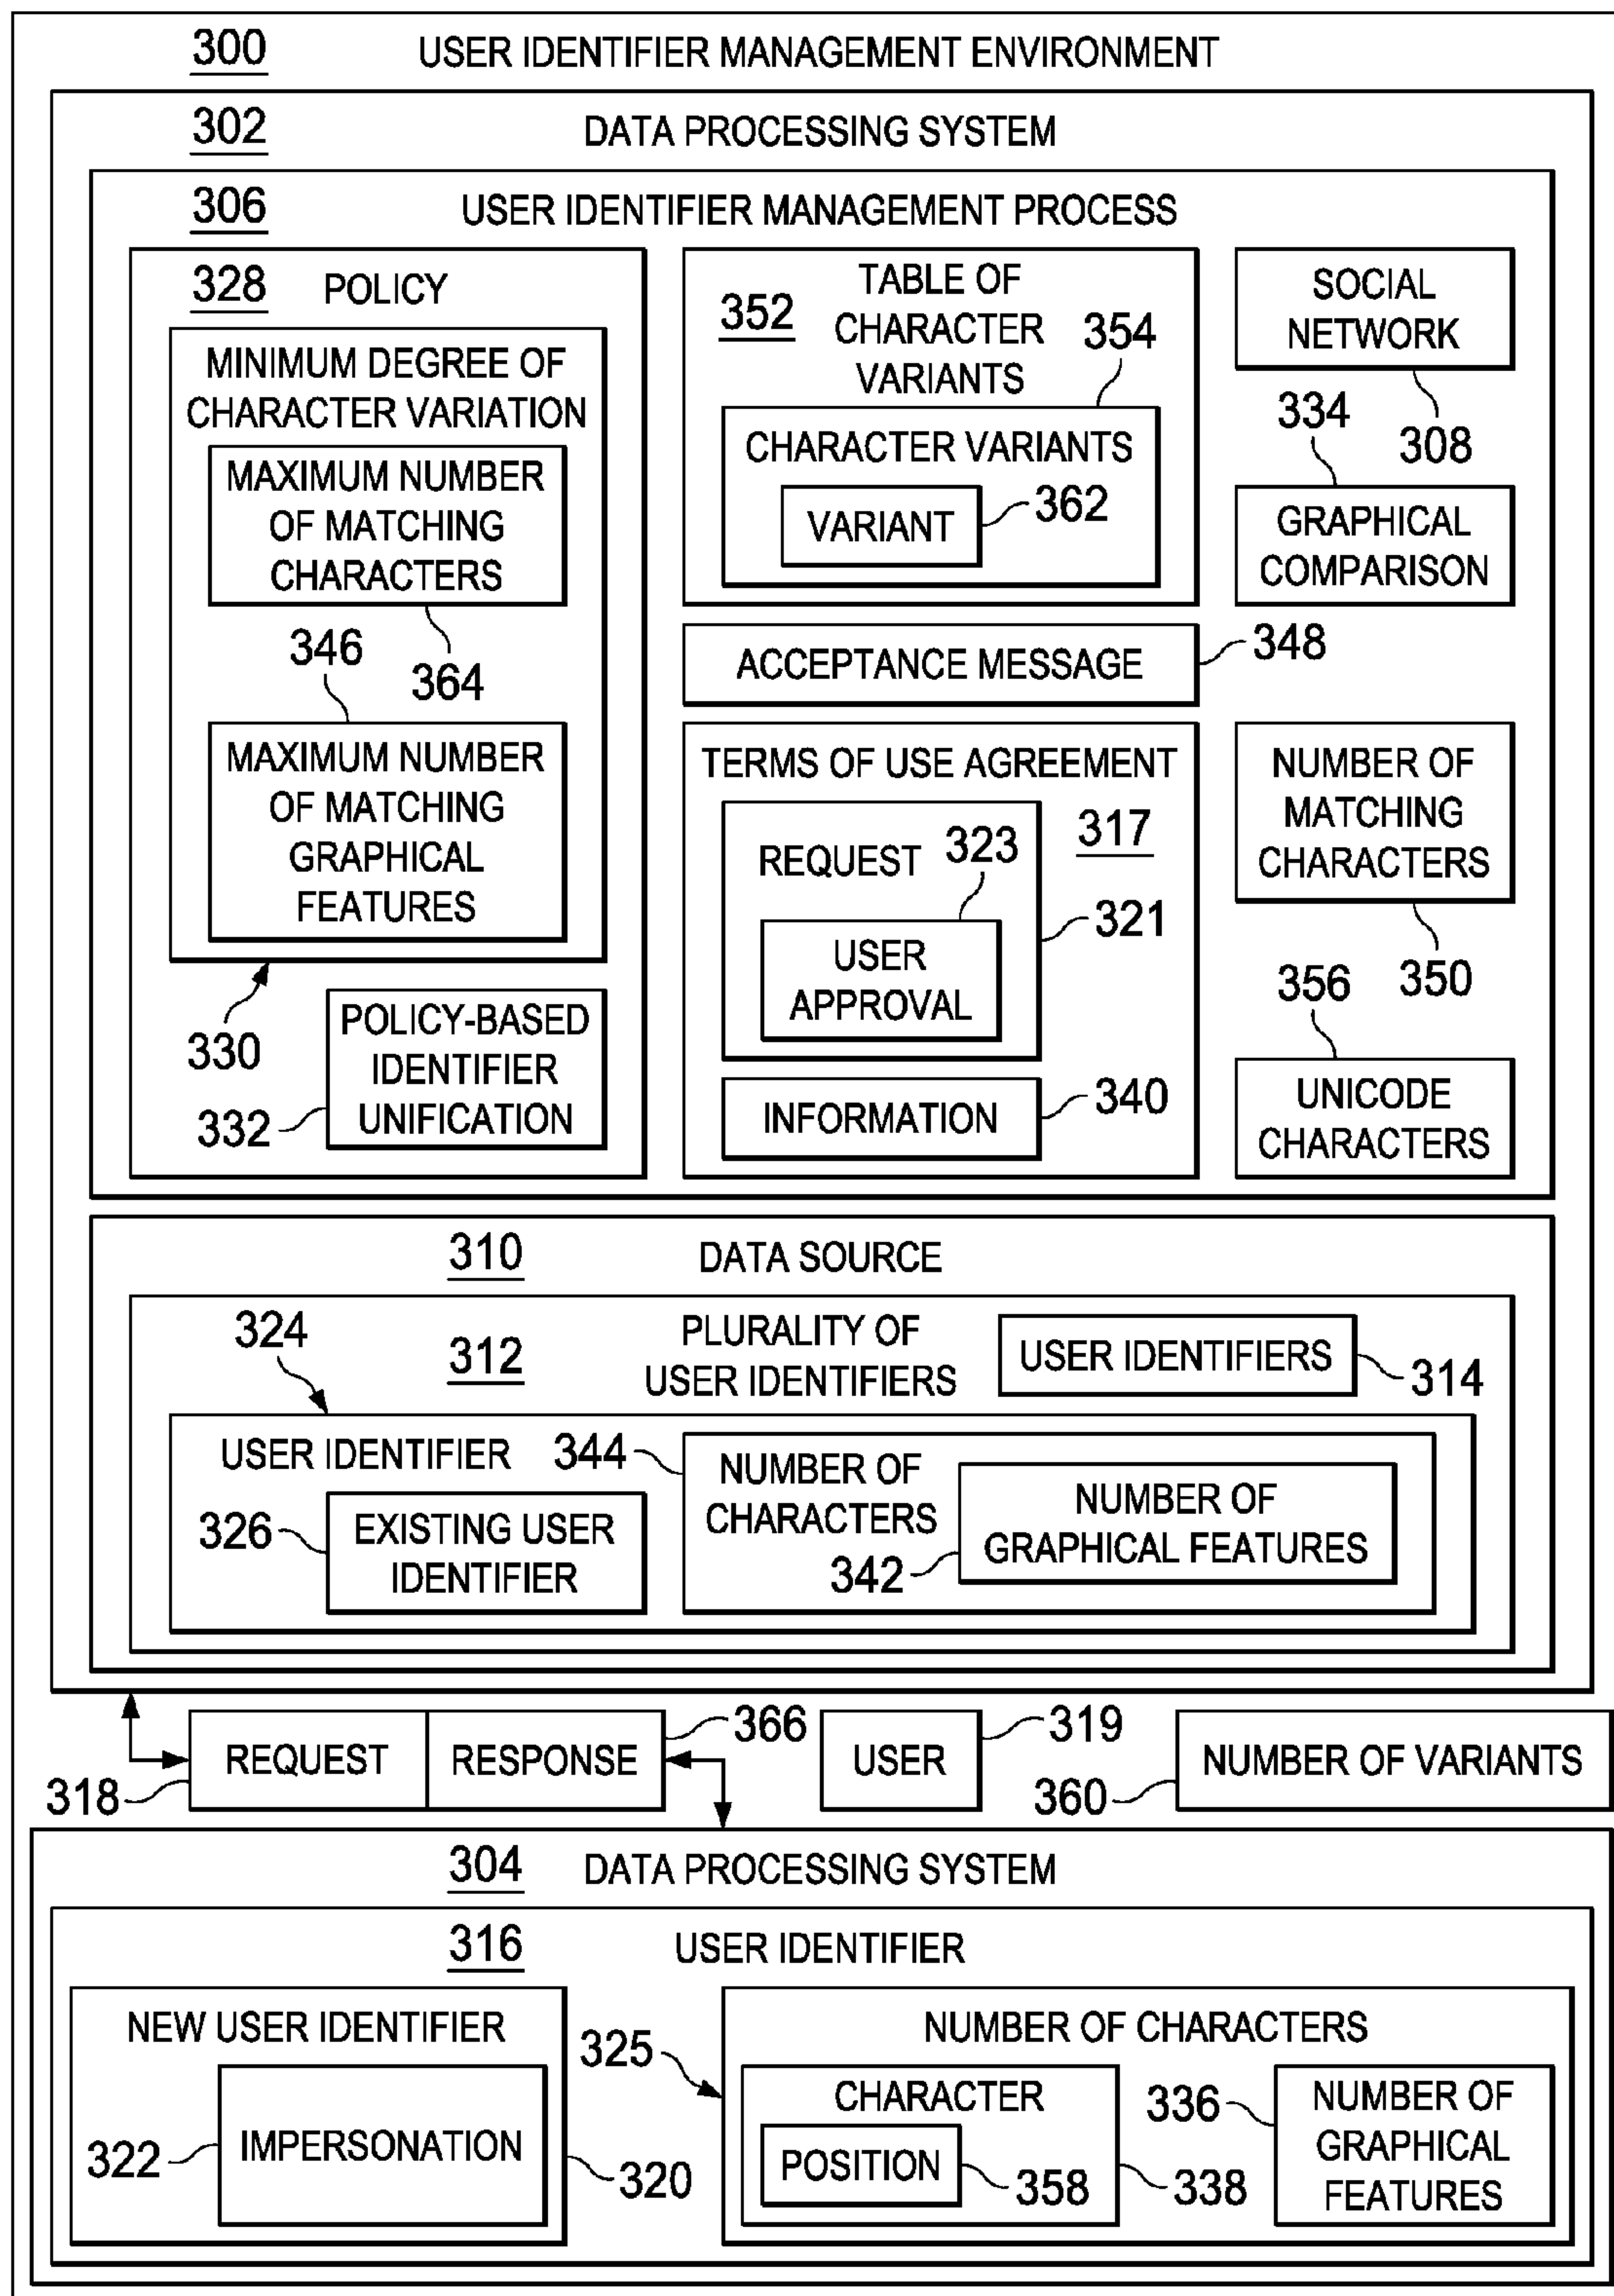 300 USER IDENTIFIER MANAGEMENT ENVIRONMENT
302 DATA PROCESSING SYSTEM
306 USER IDENTIFIER MANAGEMENT PROCESS
328 POLICY
MINIMUM DEGREE OF
CHARACTER VARIATION
MAXIMUM NUMBER
OF MATCHING
CHARACTERS
364
346
MAXIMUM NUMBER
OF MATCHING
GRAPHICAL
FEATURES
330
POLICY-BASED
IDENTIFIER
UNIFICATION
332
TABLE OF
CHARACTER
VARIANTS
352
354
CHARACTER VARIANTS
VARIANT
362
ACCEPTANCE MESSAGE
348
TERMS OF USE AGREEMENT
317
REQUEST
323
USER
APPROVAL
321
INFORMATION
340
SOCIAL
NETWORK
308
334
GRAPHICAL
COMPARISON
NUMBER OF
MATCHING
CHARACTERS
350
356
UNICODE
CHARACTERS
310 DATA SOURCE
324
312
PLURALITY OF
USER IDENTIFIERS
USER IDENTIFIERS
314
USER IDENTIFIER
326
EXISTING USER
IDENTIFIER
344
NUMBER OF
CHARACTERS
342
NUMBER OF
GRAPHICAL FEATURES
REQUEST
318
RESPONSE
366
USER
319
NUMBER OF VARIANTS
360
304 DATA PROCESSING SYSTEM
316 USER IDENTIFIER
NEW USER IDENTIFIER
322
IMPERSONATION
320
325
NUMBER OF CHARACTERS
CHARACTER
POSITION
358
338
336
NUMBER OF
GRAPHICAL
FEATURES